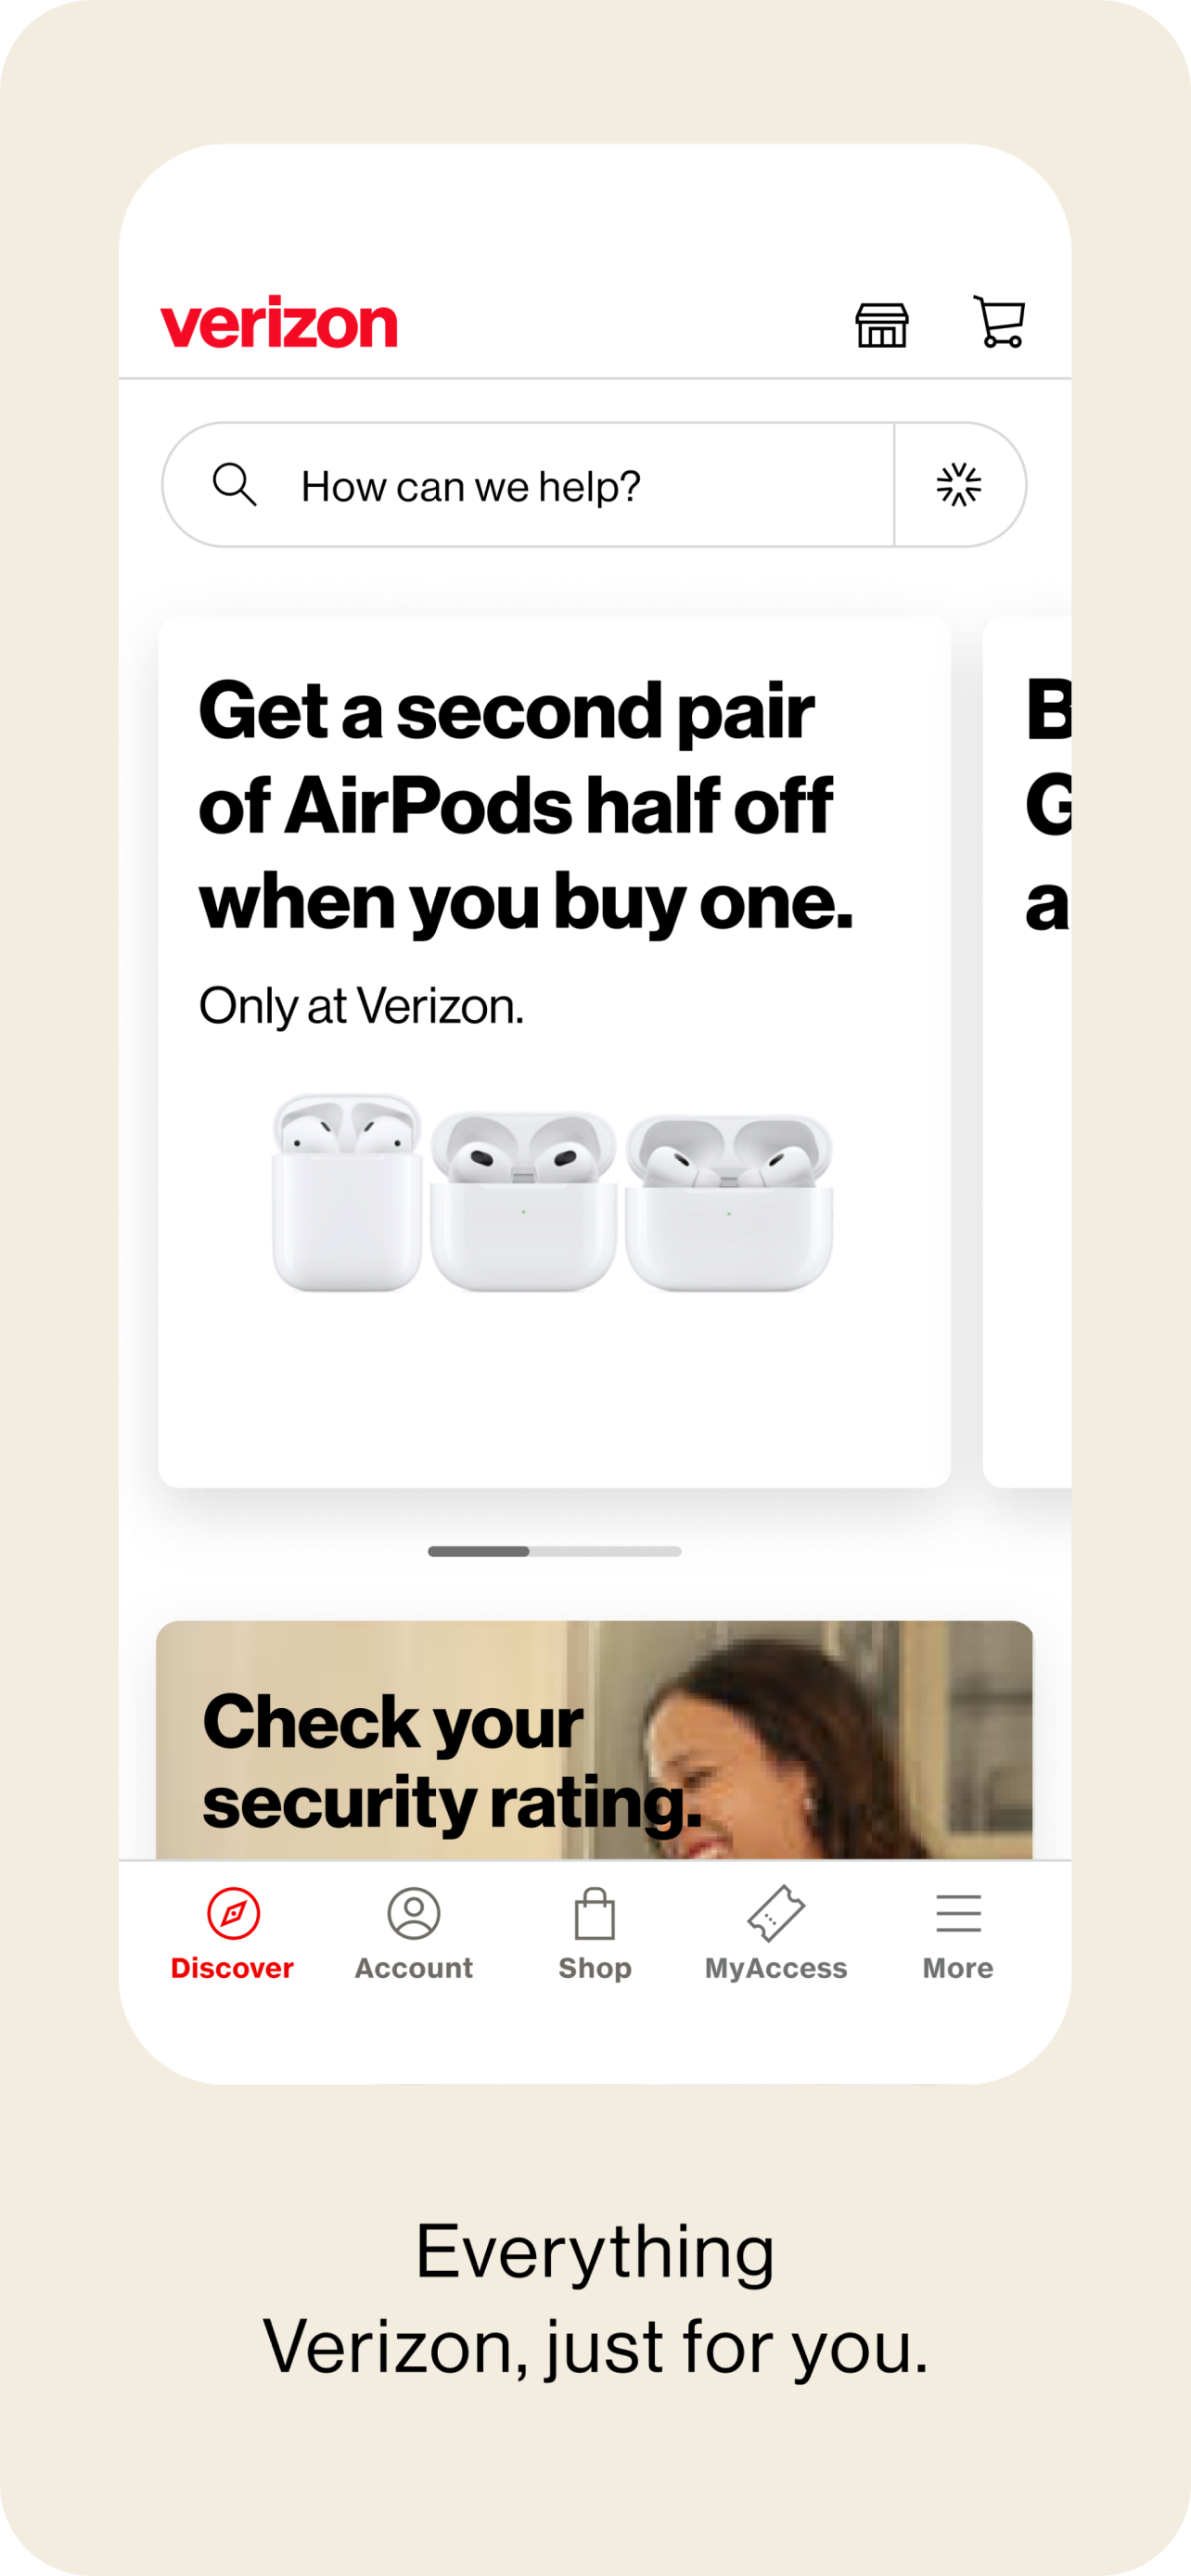 verizon
How can we help?
Get a second pair
of AirPods half off
when you buy one.
Only at Verizon.
B
G
a
Check your
security rating.
Discover
Account
Shop
MyAccess
More
Everything
Verizon, just for you.